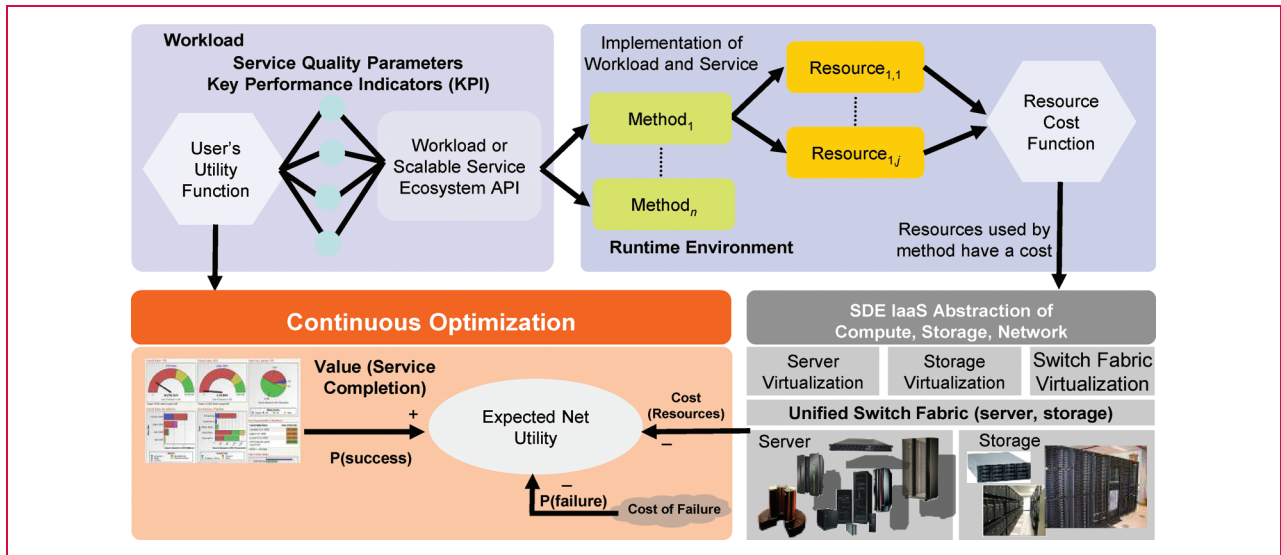 Workload
Service Quality Parameters
Key Performance Indicators (KPI)
User's
Utility
Function
Workload or
Scalable Service
Ecosystem API
Implementation of
Workload and Service
Method1
Methodn
Runtime Environment
Resource1,1
Resource1,j
Resource
Cost
Function
Resources used by
method have a cost
Continuous Optimization
Value (Service
Completion)
+
P(success)
Expected Net
Utility
Cost
(Resources)
–
–
P(failure)
Cost of Failure
SDE IaaS Abstraction of
Compute, Storage, Network
Server
Virtualization
Storage
Virtualization
Switch Fabric
Virtualization
Unified Switch Fabric (server, storage)
Server
Storage